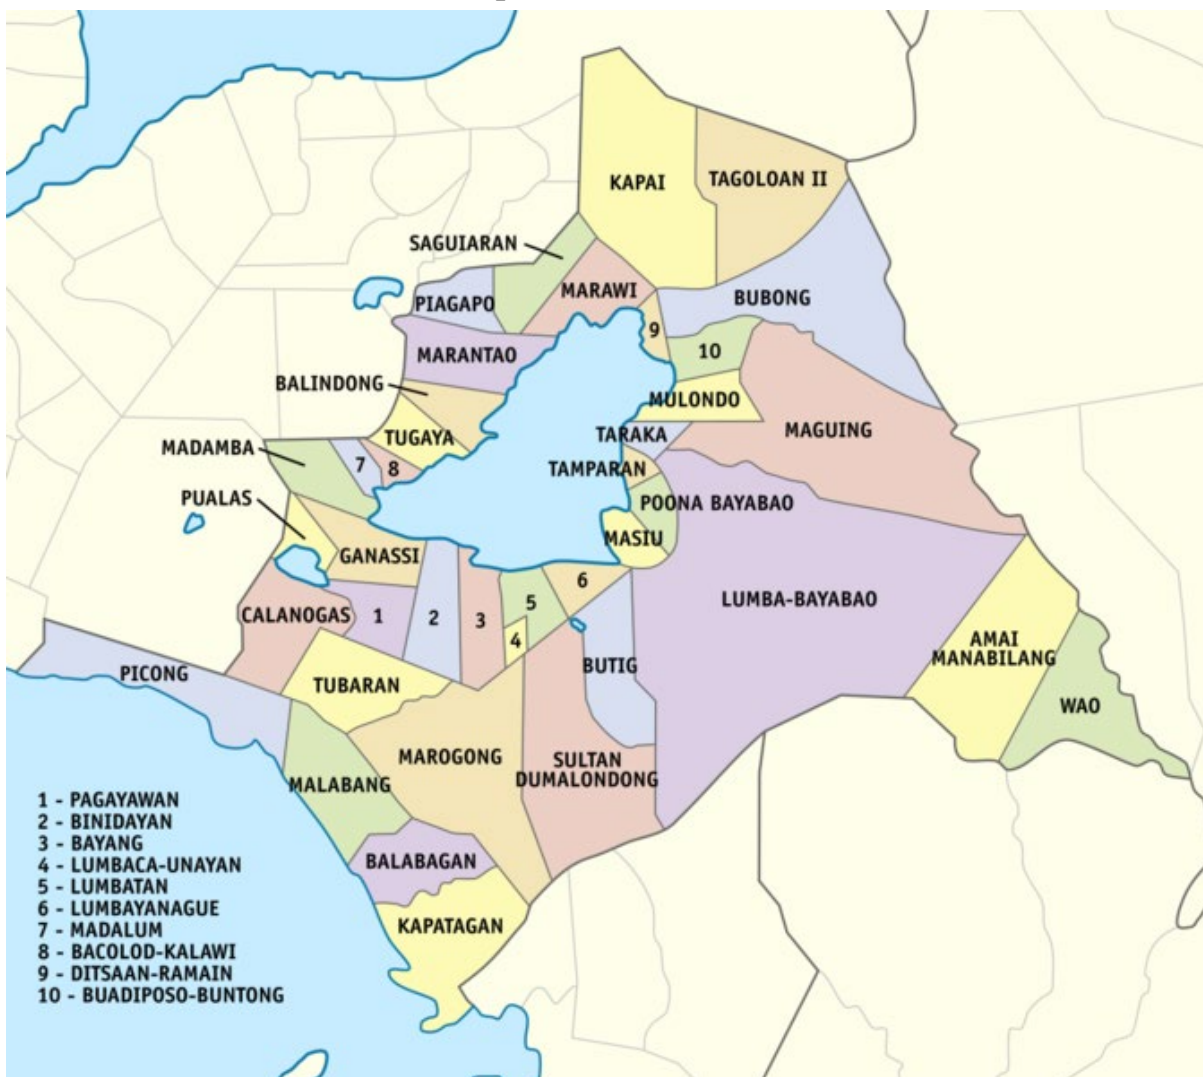 KAPAI
TAGOLOAN II
SAGUIARAN
MARAWI
PIAGAPO
BUBONG
9
10
MARANTAO
BALINDONG
MULONDO
TUGAYA
TARAKA
MAGUING
MADAMBA
7
8
TAMPARAN
PUALAS
POONA BAYABAO
GANASSI
MASIU
6
LUMBA-BAYABAO
CALANOGAS
1
2
3
5
4
AMAI
MANABILANG
PICONG
TUBARAN
BUTIG
WAO
MAROGONG
SULTAN
DUMALONDONG
MALABANG
BALABAGAN
KAPATAGAN
1 - PAGAYAWAN
2 - BINIDAYAN
3 - BAYANG
4 - LUMBACA-UNAYAN
5 - LUMBATAN
6 - LUMBAYANAGUE
7 - MADALUM
8 - BACOLOD-KALAWI
9 - DITSAAN-RAMAIN
10 - BUADIPOSO-BUNTONG